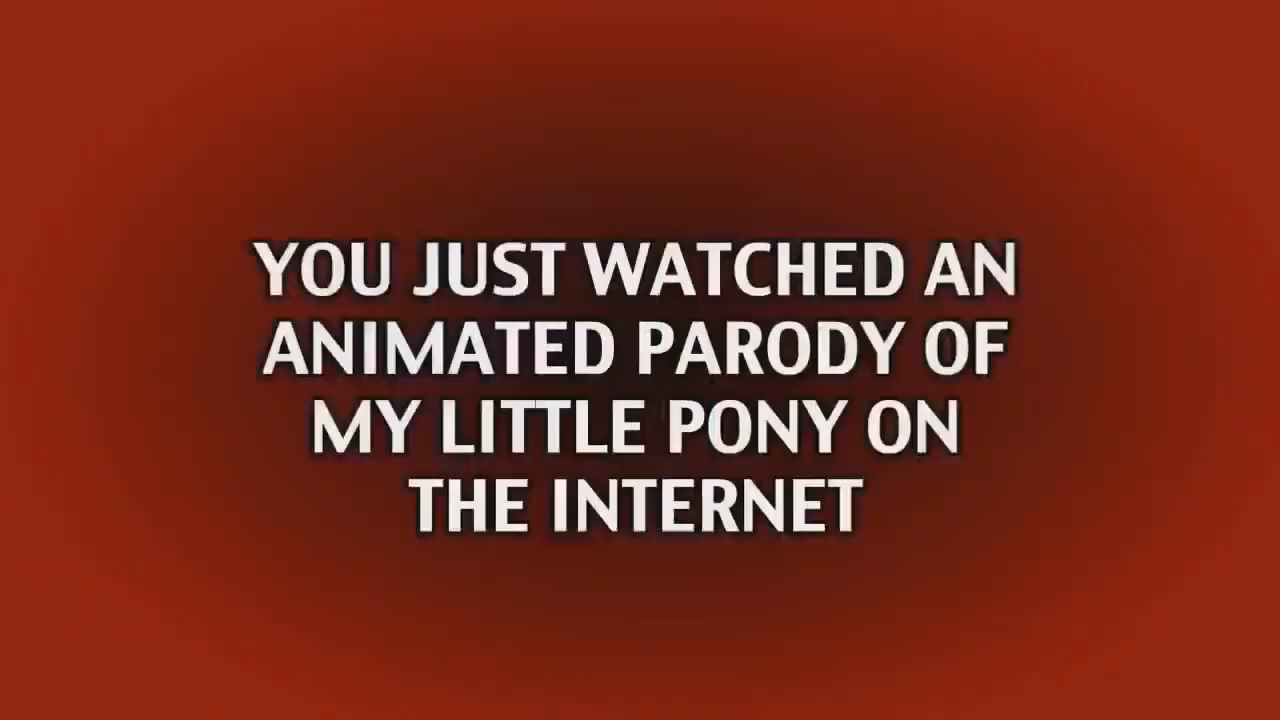 YOU JUST WATCHED AN
ANIMATED PARODY OF
MY LITTLE PONY ON
THE INTERNET